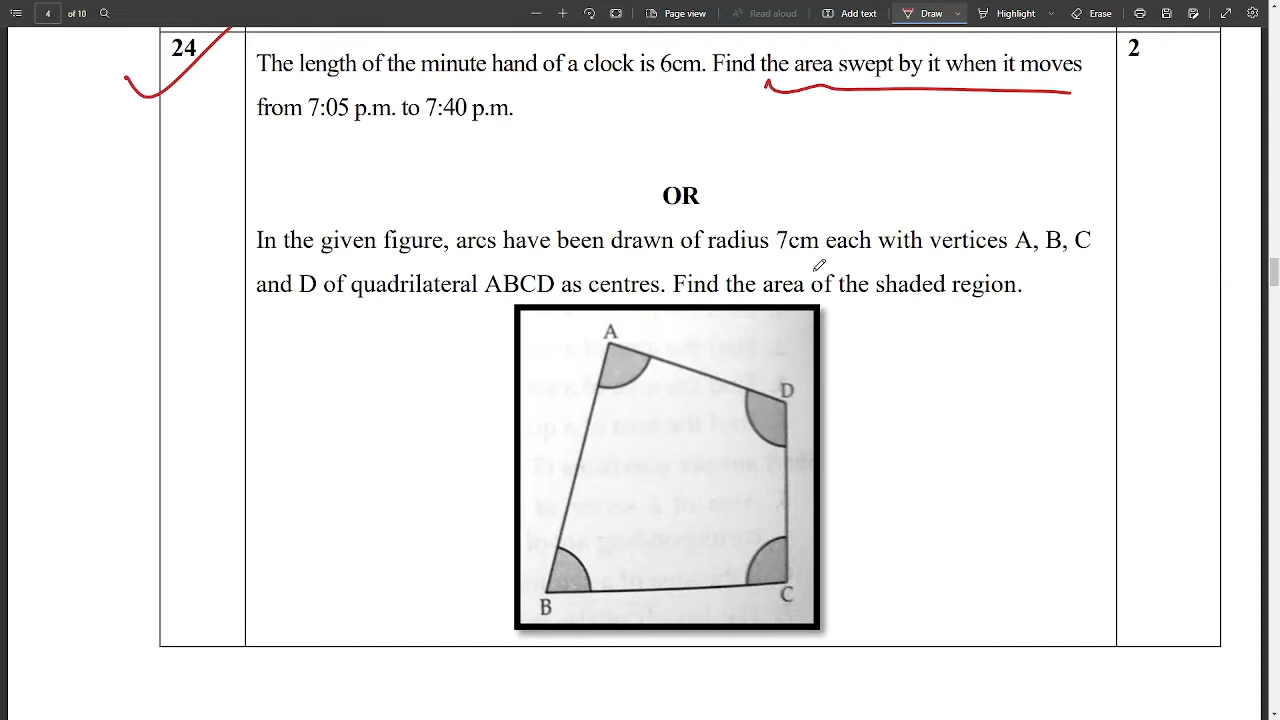 4 of 10 Page view Read aloud Add text Draw Highlight Erase
24
The length of the minute hand of a clock is 6cm. Find the area swept by it when it moves
2
from 7:05 p.m. to 7:40 p.m.
OR
In the given figure, arcs have been drawn of radius 7cm each with vertices A, B, C
and D of quadrilateral ABCD as centres. Find the area of the shaded region.
A
D
C
B